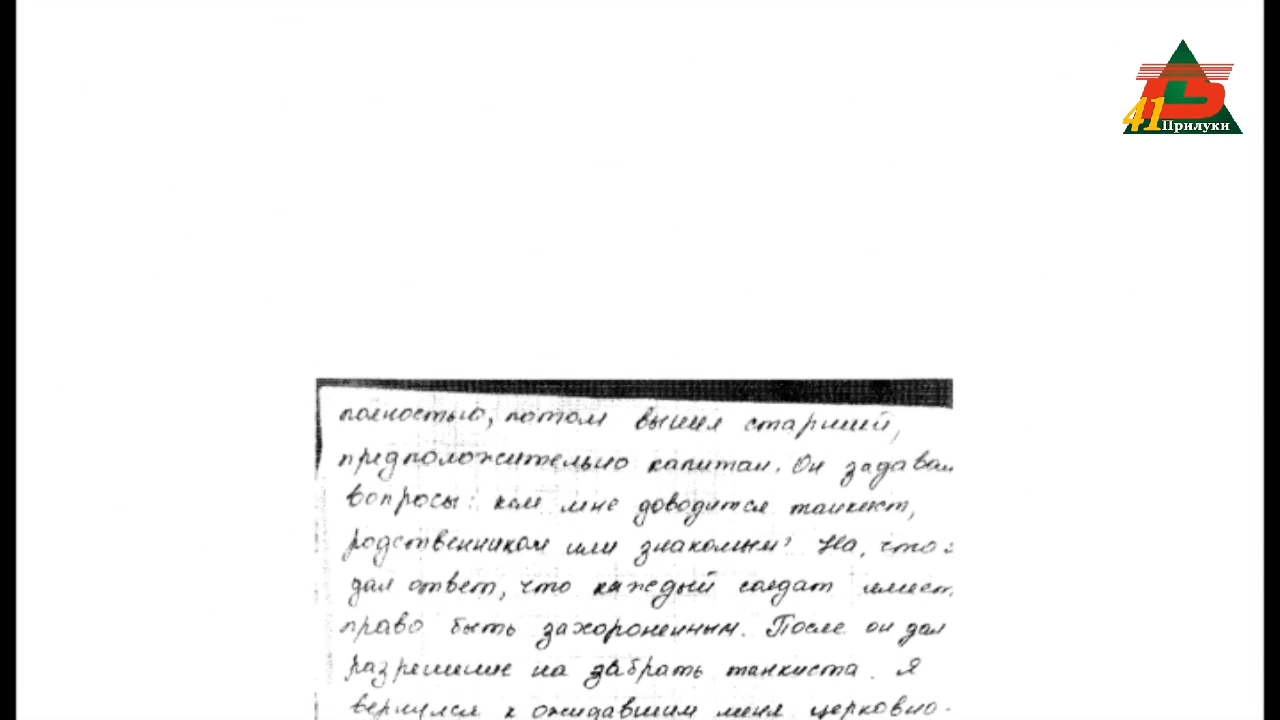 41 Прилуки
полностью, потом вышел старший,
предположительно капитан. Он задавал
вопросы: кем мне доводится танкист,
родственником или знакомым? На, что
дал ответ, что каждый солдат имеет
право быть захороненным. После он дал
разрешение на забрать танкиста. Я
вернулся к ожидавшим меня церковно-